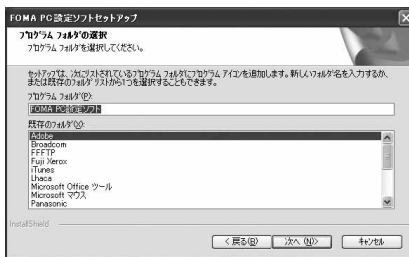 FOMA PC設定ソフトセットアップ
プログラム フォルダの選択
プログラム フォルダを選択してください。
セットアップは、次にリストされているプログラム フォルダにプログラム アイコンを追加します。新しいフォルダ名を入力するか、
または既存のフォルダ リストから1つを選択することもできます。
プログラム フォルダ(P):
FOMA PC設定ソフト
既存のフォルダ(X):
Adobe
Broadcom
FFFTP
Fuji Xerox
iTunes
Lhaca
Microsoft Office ツール
Microsoft マウス
Panasonic
InstallShield
< 戻る(B)
次へ (N)>
キャンセル